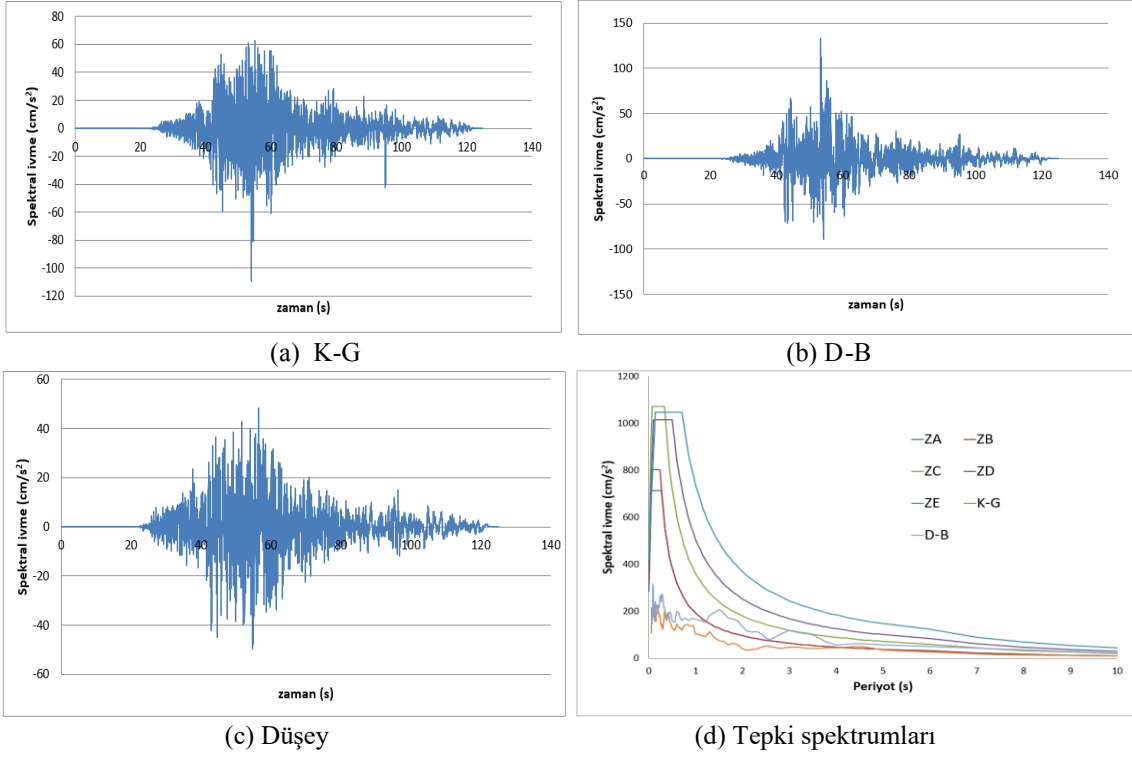 80
60
40
20
0
-20
-40
-60
-80
-100
-120
0 20 40 60 80 100 120 140
Spektral ivme (cm/s²)
zaman (s)
(a) K-G
150
100
50
0
-50
-100
-150
0 20 40 60 80 100 120 140
Spektral ivme (cm/s²)
zaman (s)
(b) D-B
60
40
20
0
-20
-40
-60
0 20 40 60 80 100 120 140
Spektral ivme (cm/s²)
zaman (s)
(c) Düşey
1200
1000
800
600
400
200
0
0 1 2 3 4 5 6 7 8 9 10
Spektral ivme (cm/s²)
Periyot (s)
ZA ZB
ZC ZD
ZE K-G
D-B
(d) Tepki spektrumları